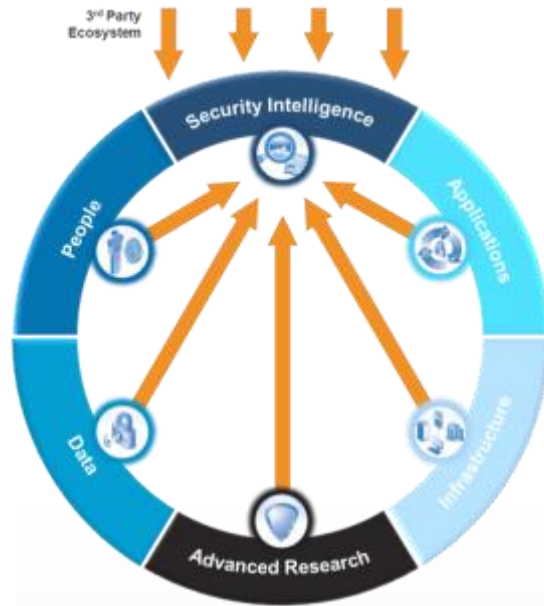 3rd Party
Ecosystem
Security Intelligence
People
Applications
Data
Infrastructure
Advanced Research